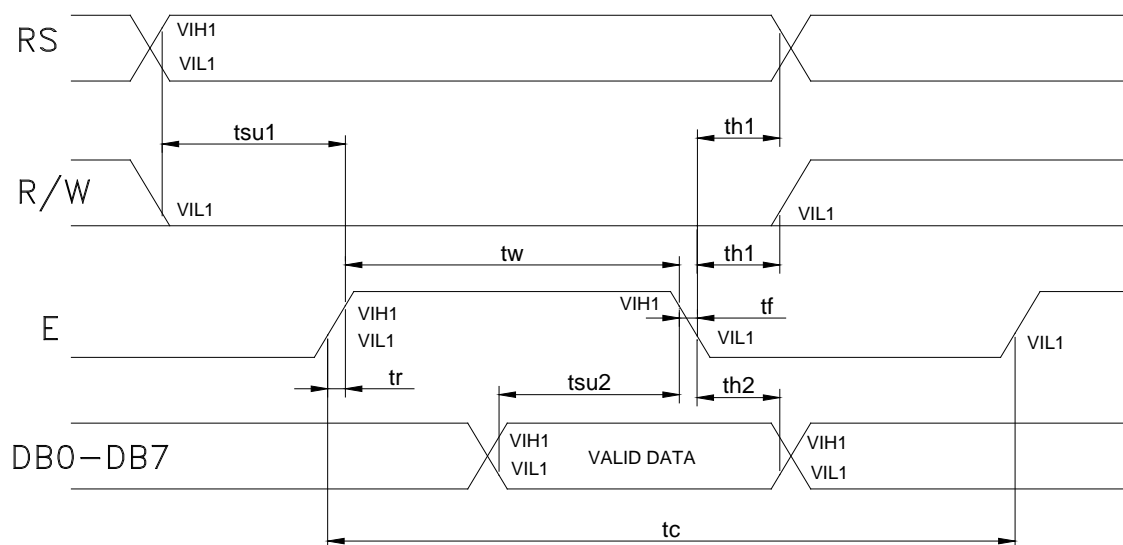 RS
VIH1
VIL1
tsu1
th1
R/W
VIL1
VIL1
tw
th1
E
VIH1
VIL1
VIH1
tf
VIL1
VIL1
tr
tsu2
th2
DB0-DB7
VIH1
VIL1
VALID DATA
VIH1
VIL1
tc